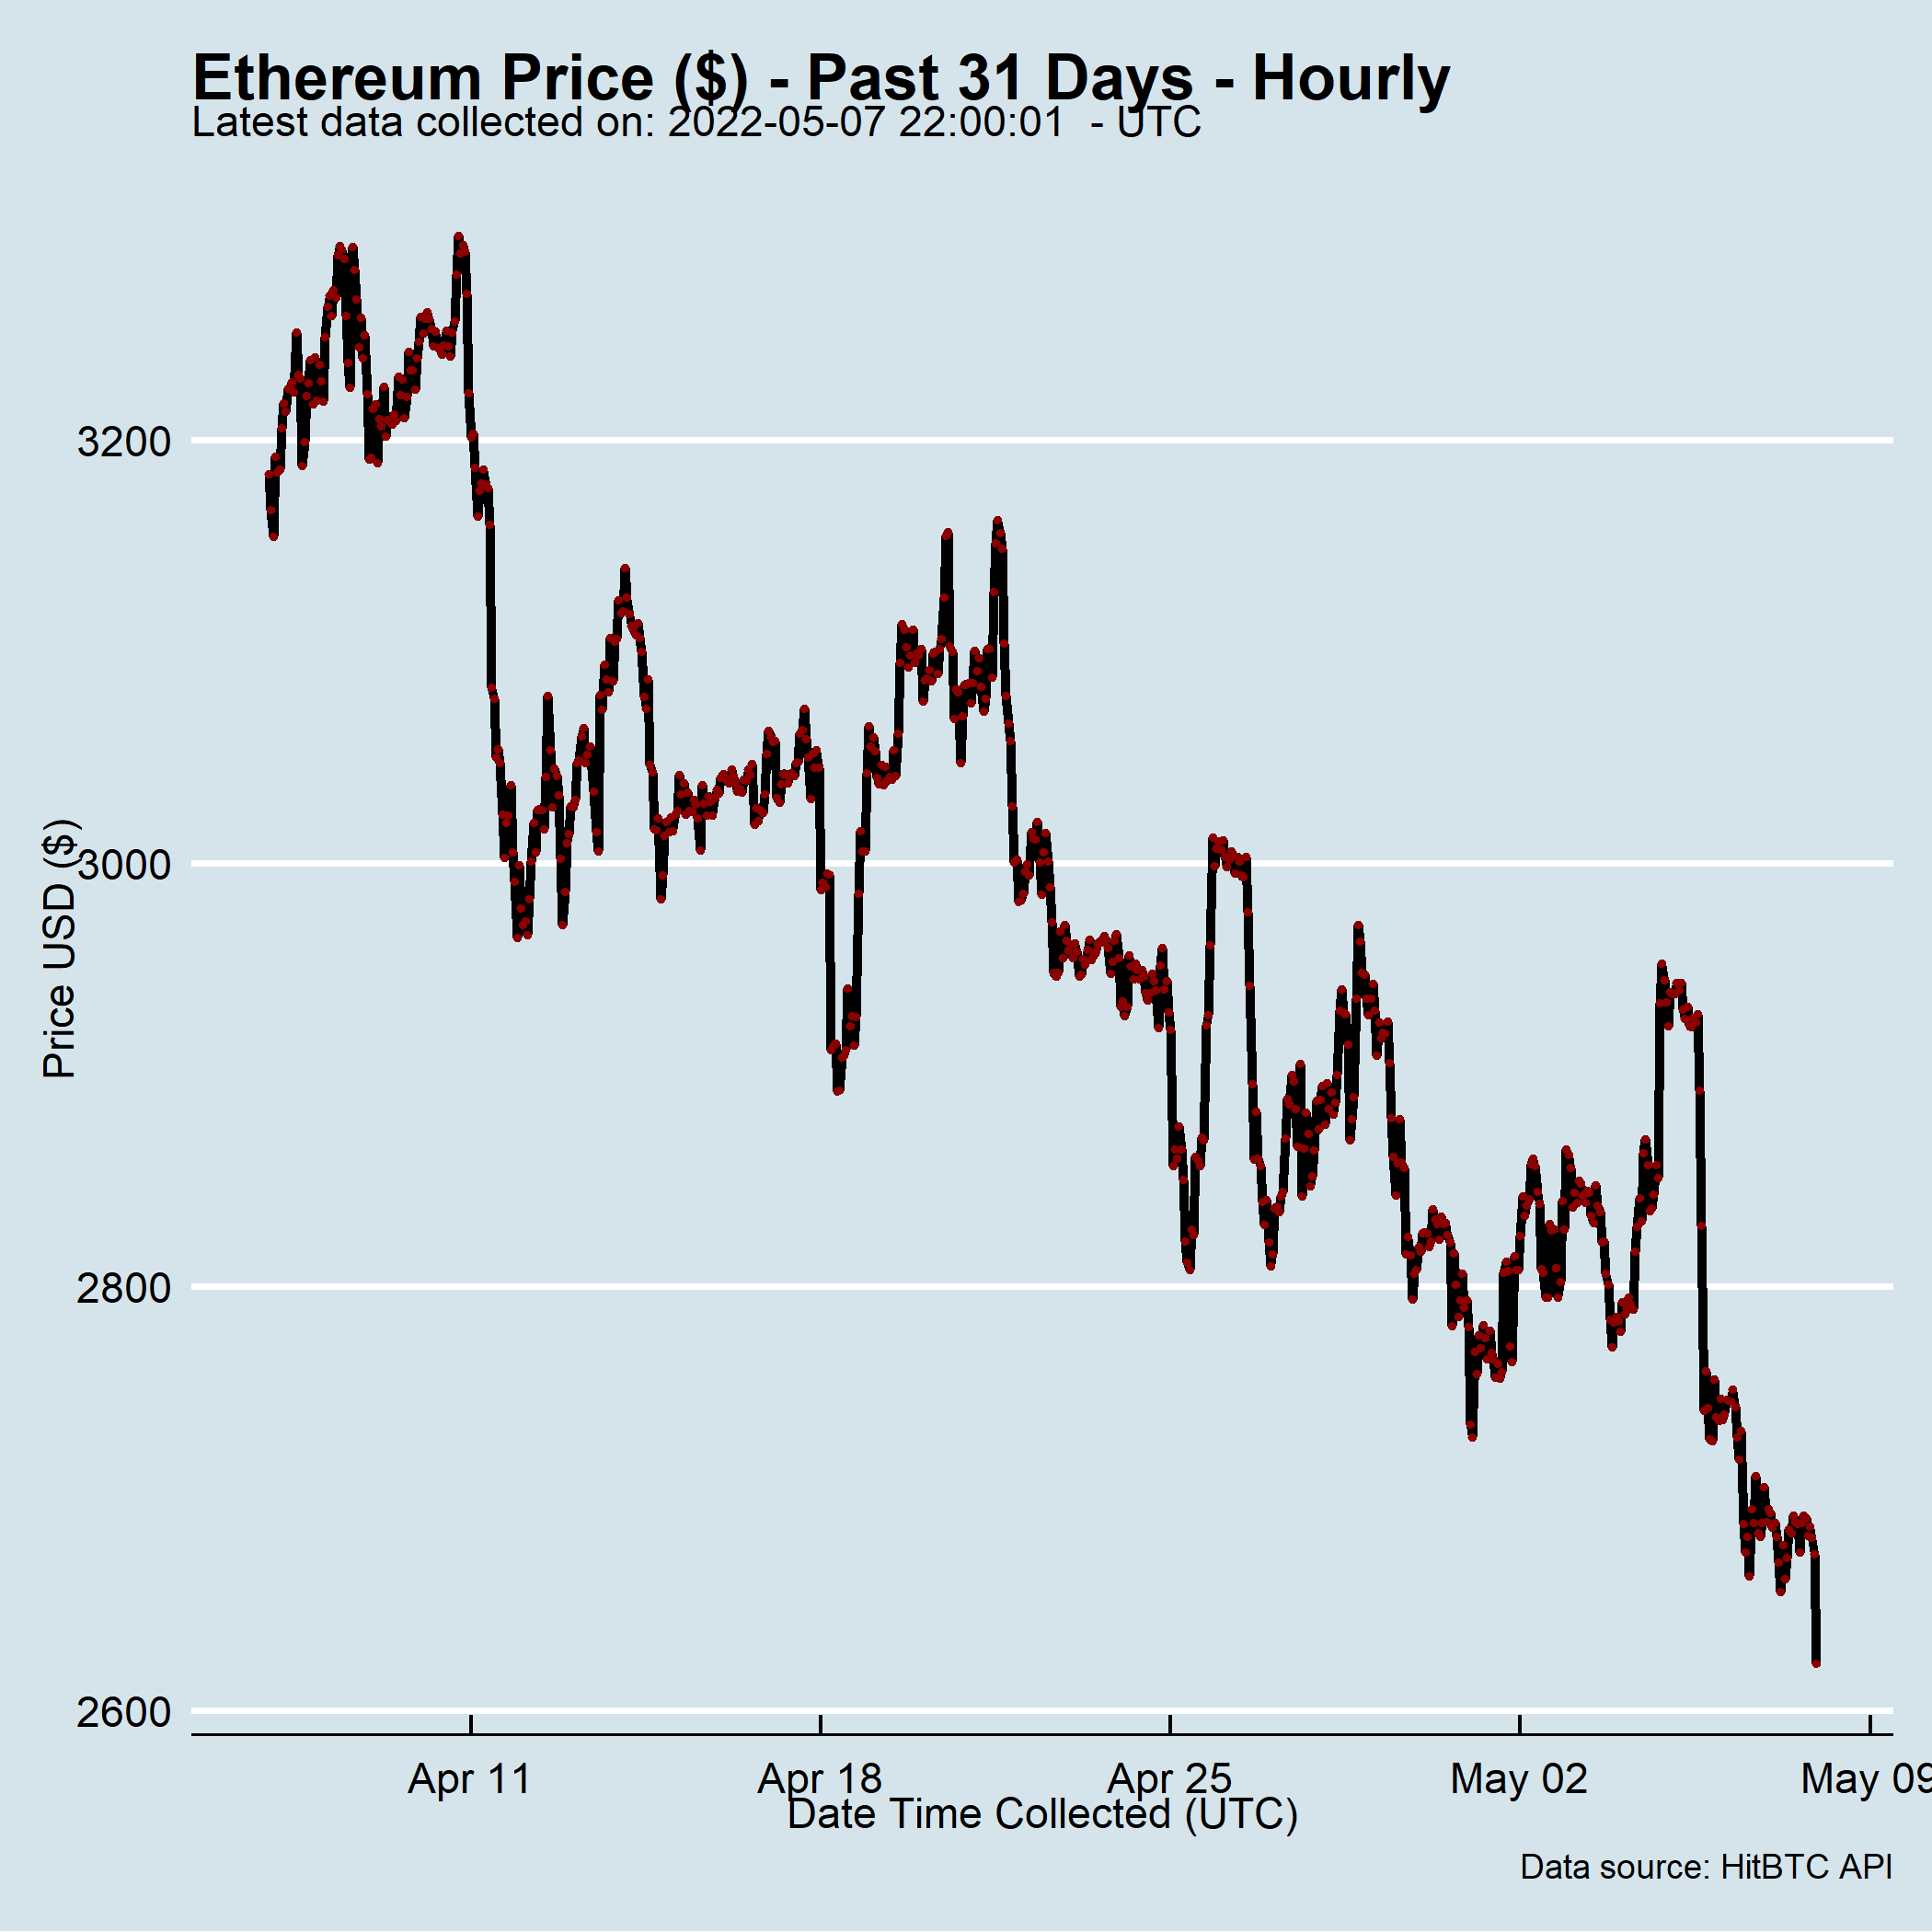 Ethereum Price ($) - Past 31 Days - Hourly
Latest data collected on: 2022-05-07 22:00:01  - UTC
3200
3000
2800
2600
Price USD ($)
Apr 11
Apr 18
Apr 25
May 02
May 09
Date Time Collected (UTC)
Data source: HitBTC API